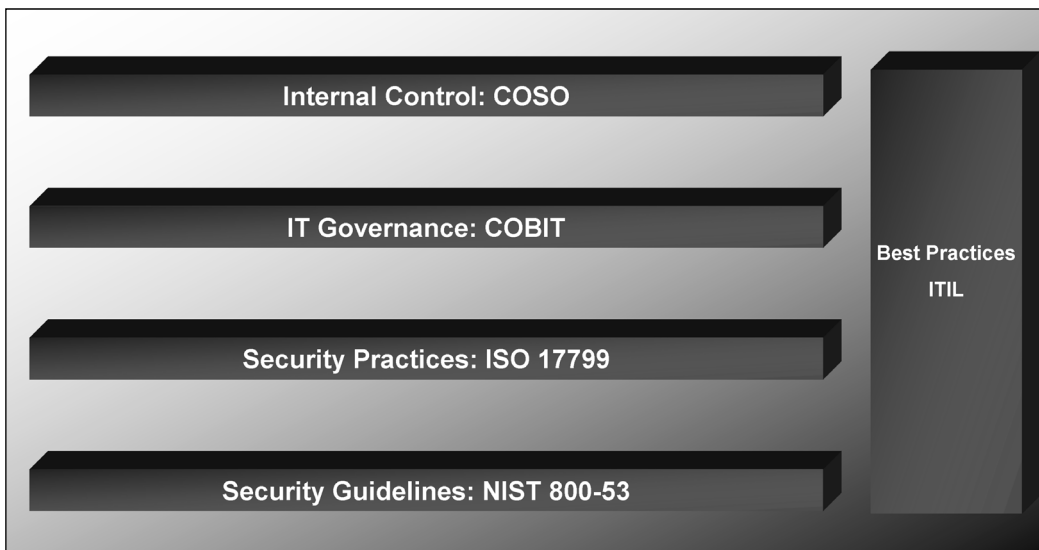 Internal Control: COSO
IT Governance: COBIT
Security Practices: ISO 17799
Security Guidelines: NIST 800-53
Best Practices
ITIL